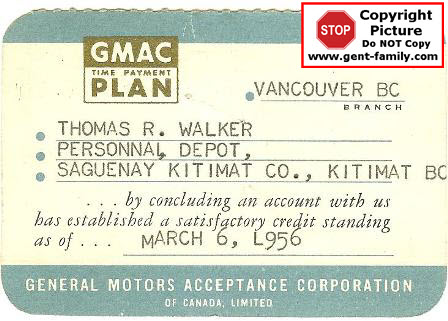 STOP
Copyright
Picture
Do NOT Copy
www.gent-family.com
GMAC
TIME PAYMENT
PLAN
VANCOUVER BC
BRANCH
THOMAS R. WALKER
PERSONNAL DEPOT,
SAGUENAY KITIMAT CO., KITIMAT BC
. . . by concluding an account with us
has established a satisfactory credit standing
as of . . . MARCH 6, L956
GENERAL MOTORS ACCEPTANCE CORPORATION
OF CANADA, LIMITED